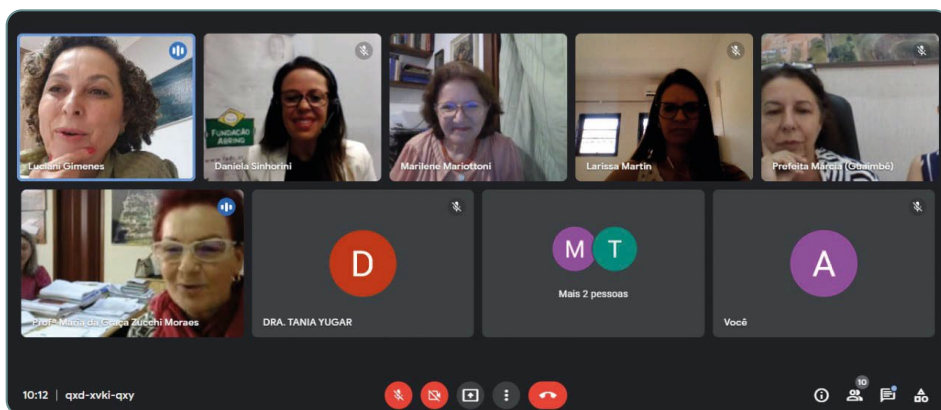 FUNDAÇÃO
ABRINQ
Luciani Gimenes
Daniela Sinhorini
Marilene Mariottoni
Larissa Martin
Prefeita Márcia (Guaimbê)
Profª Maria da Graça Zucchi Moraes
D
DRA. TANIA YUGAR
M
T
Mais 2 pessoas
A
Você
10:12 | qxd-xvki-qxy
10